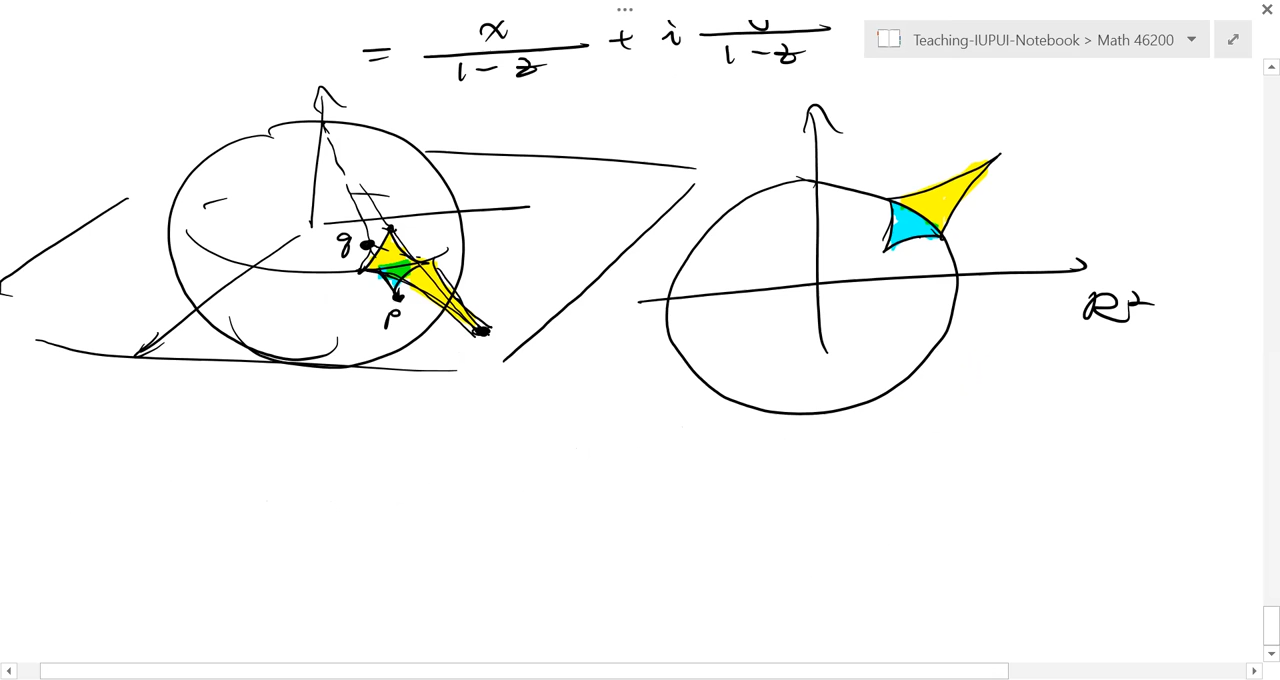 Teaching-IUPUI-Notebook > Math 46200
= x / (1 - z) + i / (1 - z)
q
p
R²